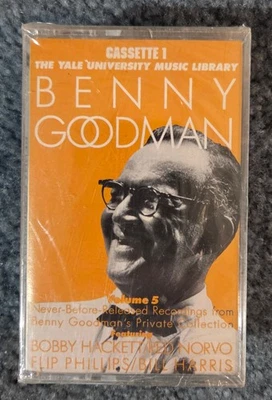 CASSETTE 1
THE YALE UNIVERSITY MUSIC LIBRARY
BENNY
GOODMAN
Volume 5
Never-Before-Released Recordings from
Benny Goodman's Private Collection
Featuring
BOBBY HACKETT/RED NORVO
FLIP PHILLIPS/BILL HARRIS